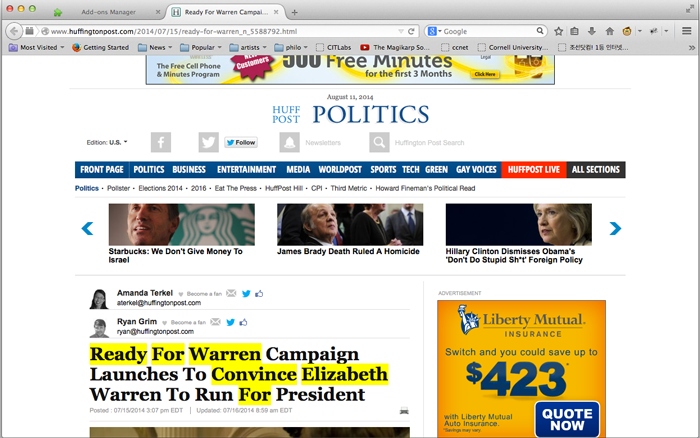 Add-ons Manager
Ready For Warren Campai...
www.huffingtonpost.com/2014/07/15/ready-for-warren_n_5588792.html
Google
Most Visited
Getting Started
News
Popular
artists
philo
CITLabs
The Magikarp So...
ccnet
Cornell University...
조선닷컴! 1등 인터넷...
The Free Cell Phone
& Minutes Program
New
Customers
500 Free Minutes
for the first 3 Months
Legal
Click Here
August 11, 2014
HUFF
POST
POLITICS
Edition: U.S.
Follow
Newsletters
Huffington Post Search
FRONT PAGE
POLITICS
BUSINESS
ENTERTAINMENT
MEDIA
WORLDPOST
SPORTS
TECH
GREEN
GAY VOICES
HUFFPOST LIVE
ALL SECTIONS
Politics • Pollster • Elections 2014 • 2016 • Eat The Press • HuffPost Hill • CPI • Third Metric • Howard Fineman's Political Read
Starbucks: We Don't Give Money To
Israel
James Brady Death Ruled A Homicide
Hillary Clinton Dismisses Obama's
'Don't Do Stupid Sh*t' Foreign Policy
Amanda Terkel
Become a fan
aterkel@huffingtonpost.com
Ryan Grim
Become a fan
ryan@huffingtonpost.com
Ready For Warren Campaign
Launches To Convince Elizabeth
Warren To Run For President
Posted : 07/15/2014 3:07 pm EDT
Updated: 07/16/2014 8:59 am EDT
ADVERTISEMENT
Liberty Mutual
INSURANCE
Switch and you could save up to
$423*
with Liberty Mutual
Auto Insurance.
*Savings may vary.
QUOTE
NOW